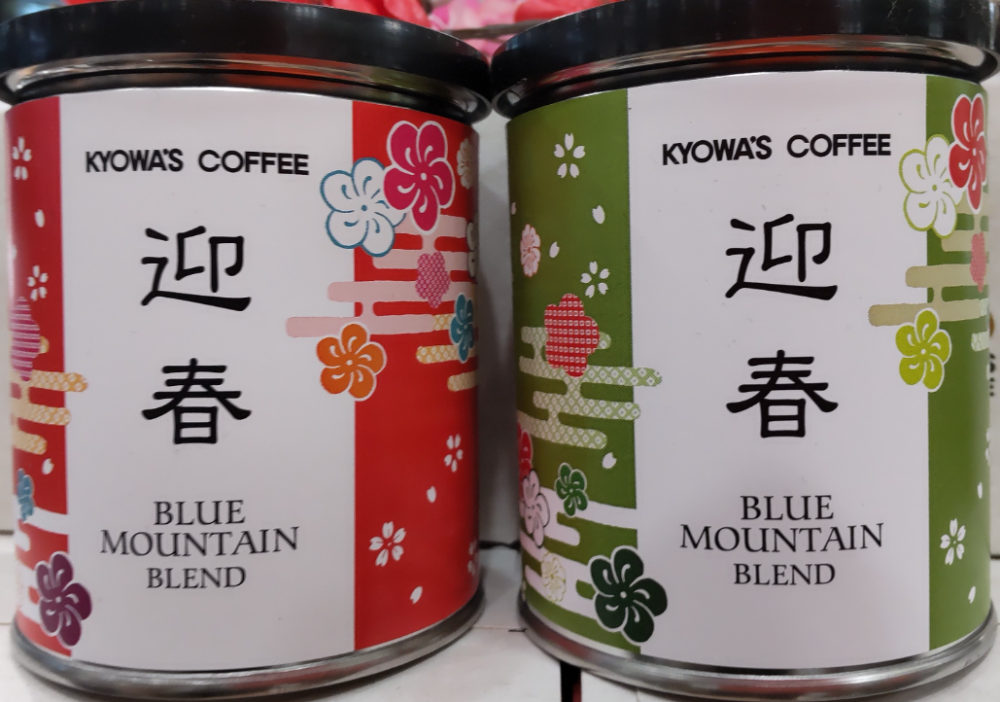 KYOWA'S COFFEE
迎
春
BLUE
MOUNTAIN
BLEND
KYOWA'S COFFEE
迎
春
BLUE
MOUNTAIN
BLEND